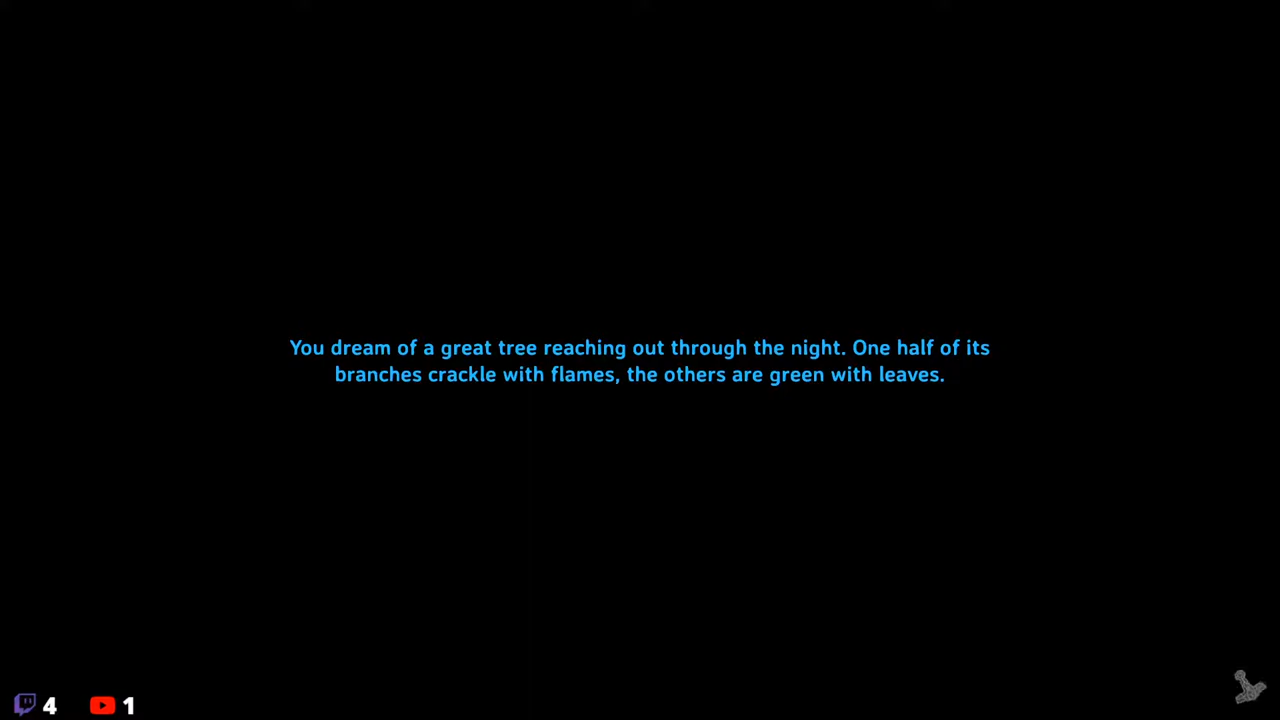 You dream of a great tree reaching out through the night. One half of its
branches crackle with flames, the others are green with leaves.
4 1